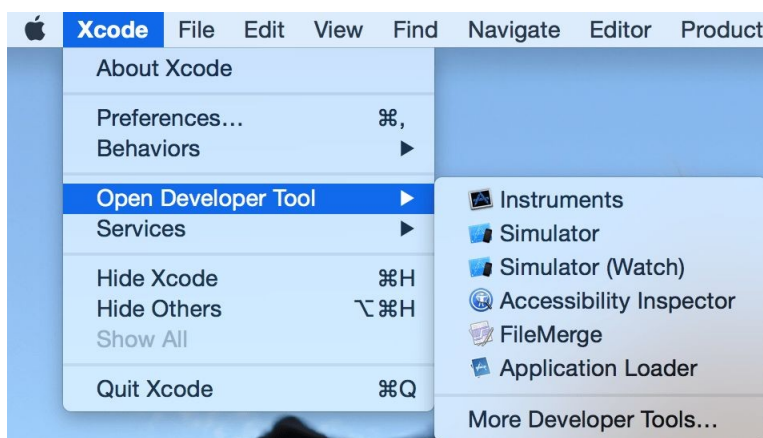 Xcode File Edit View Find Navigate Editor Product
About Xcode
Preferences... ⌘,
Behaviors ▶
Open Developer Tool ▶
Services ▶
Hide Xcode ⌘H
Hide Others ⌥⌘H
Show All
Quit Xcode ⌘Q
Instruments
Simulator
Simulator (Watch)
Accessibility Inspector
FileMerge
Application Loader
More Developer Tools...